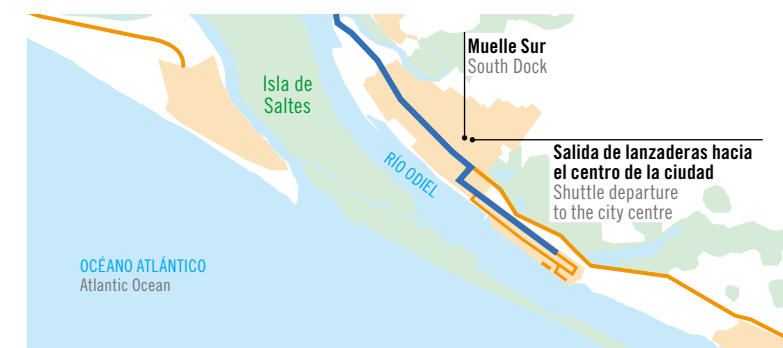 Muelle Sur
South Dock
Isla de
Saltes
Salida de lanzaderas hacia
el centro de la ciudad
Shuttle departure
to the city centre
RÍO ODIEL
OCÉANO ATLÁNTICO
Atlantic Ocean